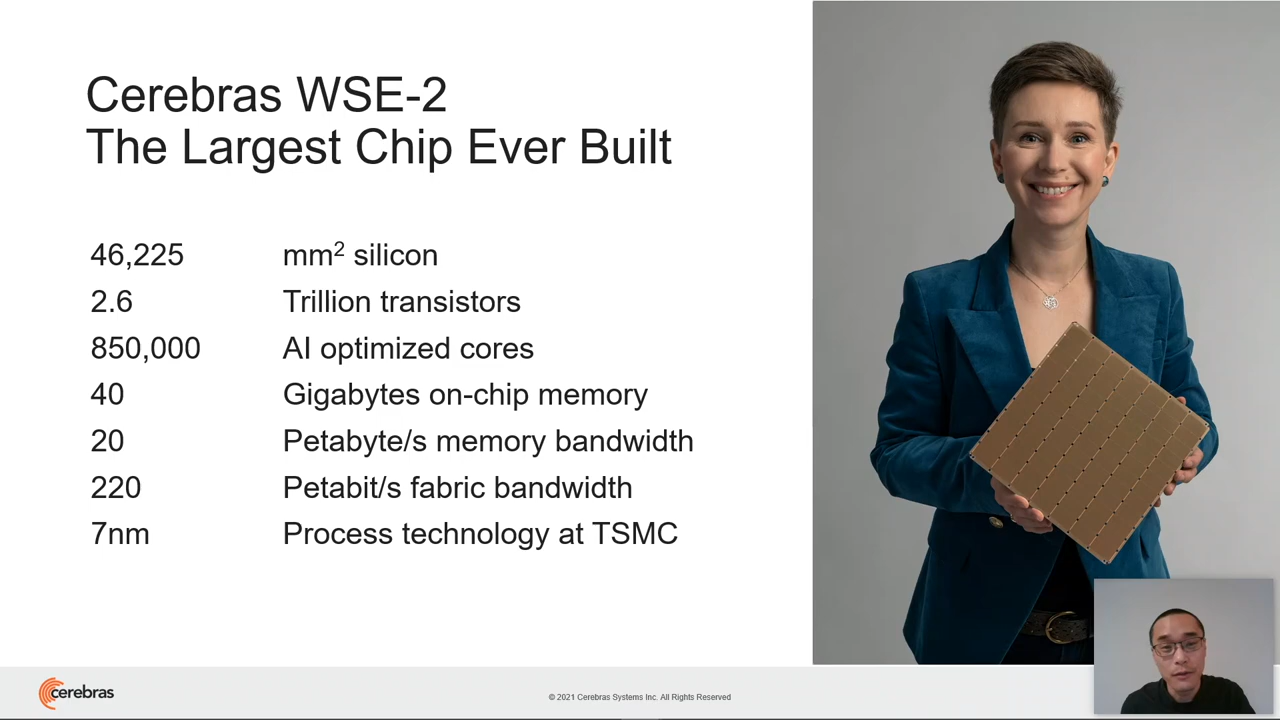 Cerebras WSE-2
The Largest Chip Ever Built
46,225 mm² silicon
2.6 Trillion transistors
850,000 AI optimized cores
40 Gigabytes on-chip memory
20 Petabyte/s memory bandwidth
220 Petabit/s fabric bandwidth
7nm Process technology at TSMC
cerebras
© 2021 Cerebras Systems Inc. All Rights Reserved